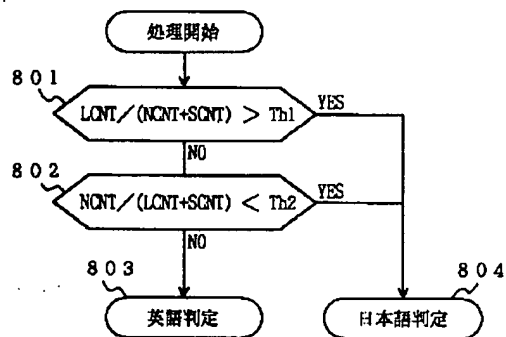 処理開始
801
LCNT／(NCNT+SCNT) ＞ Th1
YES
NO
802
NCNT／(LCNT+SCNT) ＜ Th2
YES
NO
803
804
英語判定
日本語判定